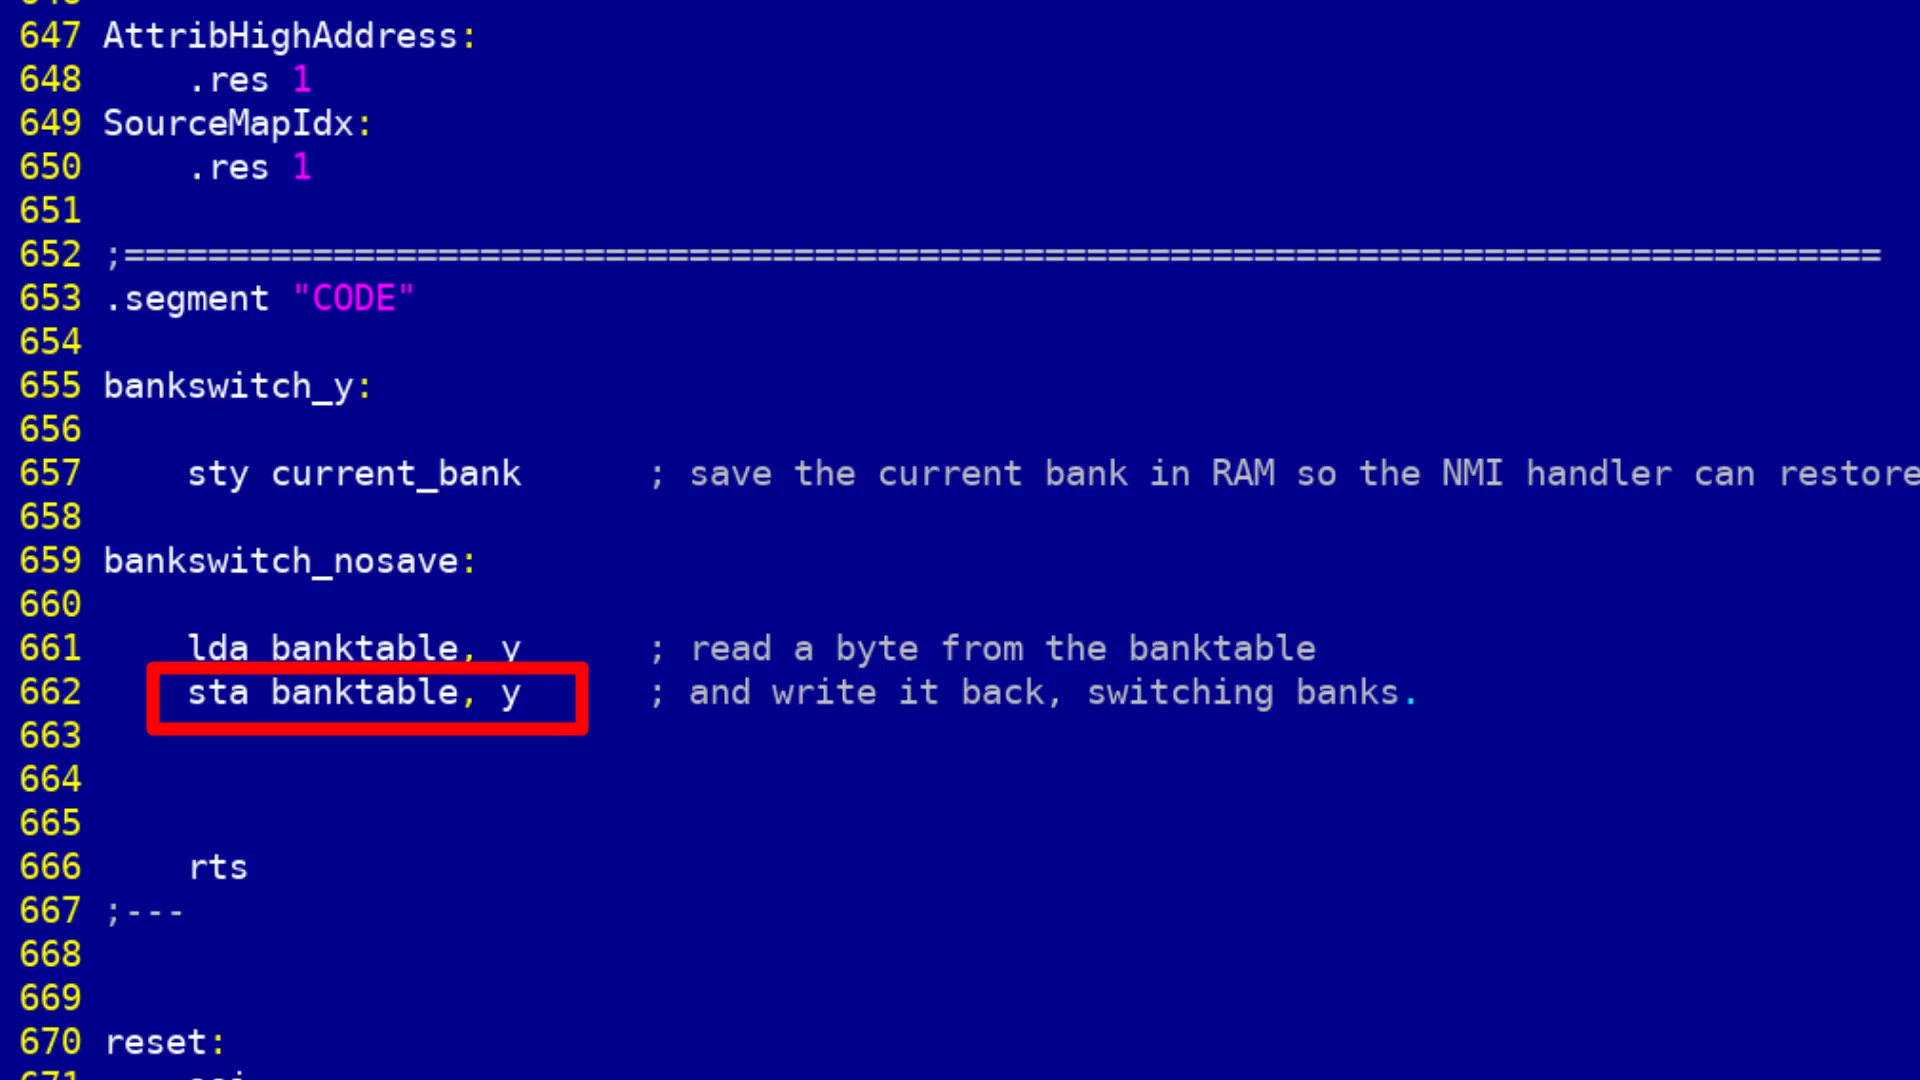 647 AttribHighAddress:
648     .res 1
649 SourceMapIdx:
650     .res 1
651
652 ;====================================================================================
653 .segment "CODE"
654
655 bankswitch_y:
656
657     sty current_bank      ; save the current bank in RAM so the NMI handler can restore
658
659 bankswitch_nosave:
660
661     lda banktable, y      ; read a byte from the banktable
662     sta banktable, y      ; and write it back, switching banks.
663
664
665
666     rts
667 ;---
668
669
670 reset: